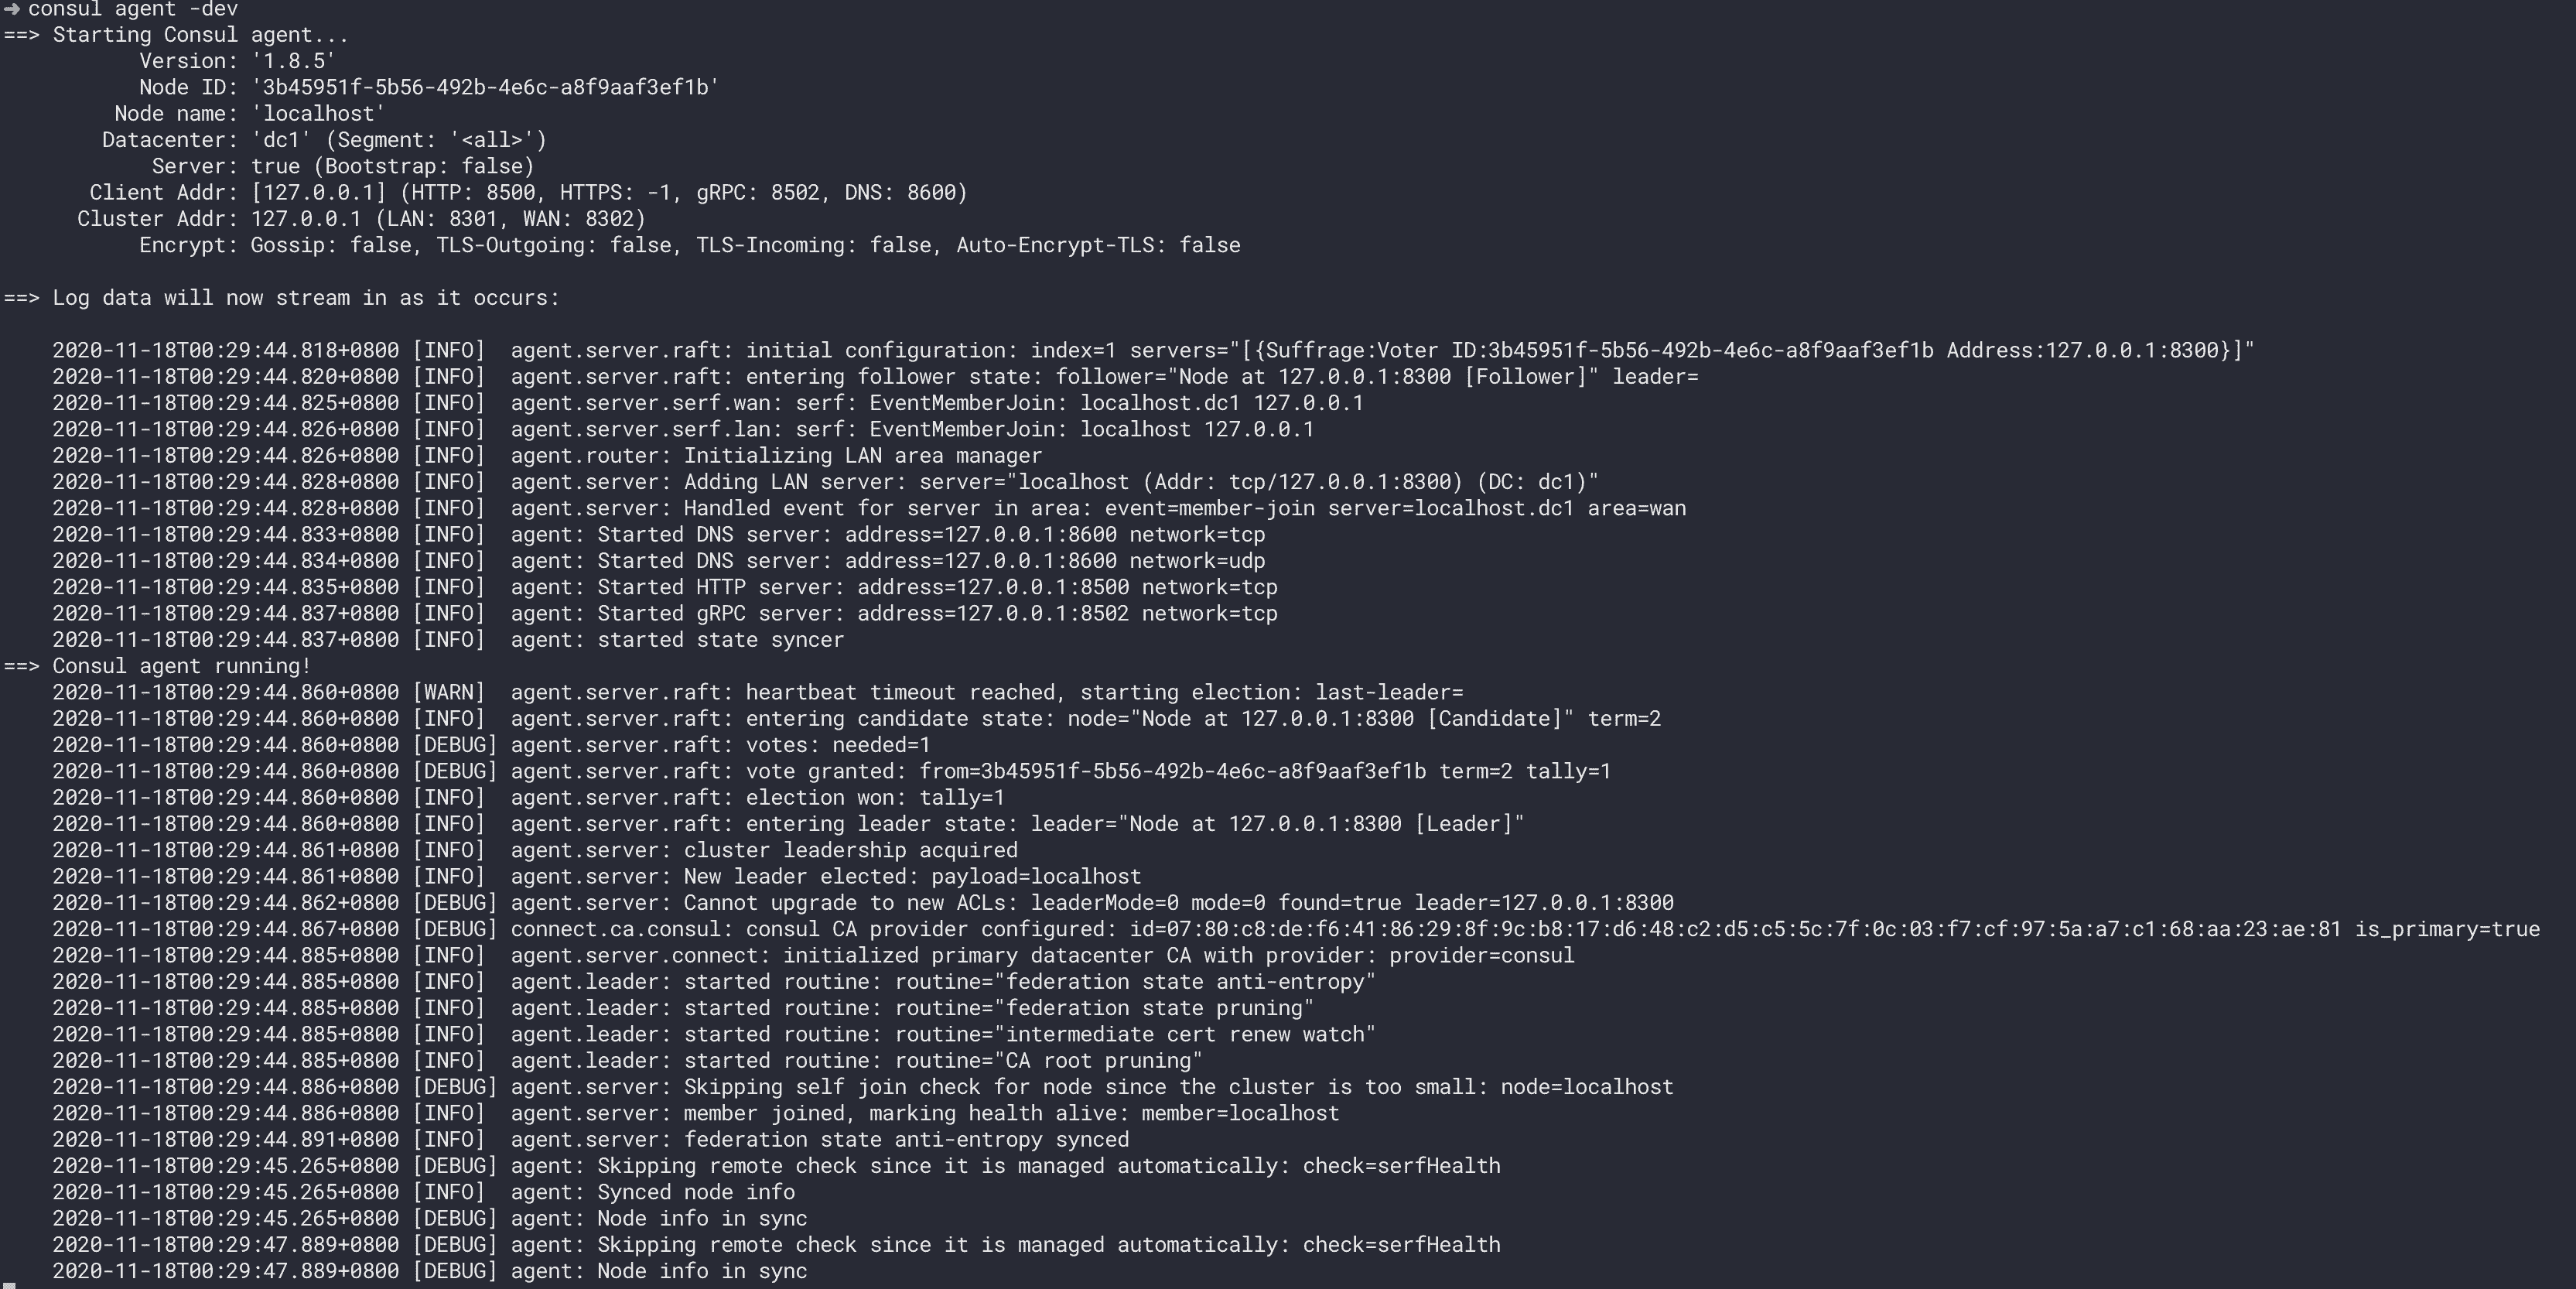 ➜ consul agent -dev
==> Starting Consul agent...
           Version: '1.8.5'
           Node ID: '3b45951f-5b56-492b-4e6c-a8f9aaf3ef1b'
         Node name: 'localhost'
        Datacenter: 'dc1' (Segment: '<all>')
            Server: true (Bootstrap: false)
       Client Addr: [127.0.0.1] (HTTP: 8500, HTTPS: -1, gRPC: 8502, DNS: 8600)
      Cluster Addr: 127.0.0.1 (LAN: 8301, WAN: 8302)
           Encrypt: Gossip: false, TLS-Outgoing: false, TLS-Incoming: false, Auto-Encrypt-TLS: false

==> Log data will now stream in as it occurs:

    2020-11-18T00:29:44.818+0800 [INFO]  agent.server.raft: initial configuration: index=1 servers="[{Suffrage:Voter ID:3b45951f-5b56-492b-4e6c-a8f9aaf3ef1b Address:127.0.0.1:8300}]"
    2020-11-18T00:29:44.820+0800 [INFO]  agent.server.raft: entering follower state: follower="Node at 127.0.0.1:8300 [Follower]" leader=
    2020-11-18T00:29:44.825+0800 [INFO]  agent.server.serf.wan: serf: EventMemberJoin: localhost.dc1 127.0.0.1
    2020-11-18T00:29:44.826+0800 [INFO]  agent.server.serf.lan: serf: EventMemberJoin: localhost 127.0.0.1
    2020-11-18T00:29:44.826+0800 [INFO]  agent.router: Initializing LAN area manager
    2020-11-18T00:29:44.828+0800 [INFO]  agent.server: Adding LAN server: server="localhost (Addr: tcp/127.0.0.1:8300) (DC: dc1)"
    2020-11-18T00:29:44.828+0800 [INFO]  agent.server: Handled event for server in area: event=member-join server=localhost.dc1 area=wan
    2020-11-18T00:29:44.833+0800 [INFO]  agent: Started DNS server: address=127.0.0.1:8600 network=tcp
    2020-11-18T00:29:44.834+0800 [INFO]  agent: Started DNS server: address=127.0.0.1:8600 network=udp
    2020-11-18T00:29:44.835+0800 [INFO]  agent: Started HTTP server: address=127.0.0.1:8500 network=tcp
    2020-11-18T00:29:44.837+0800 [INFO]  agent: Started gRPC server: address=127.0.0.1:8502 network=tcp
    2020-11-18T00:29:44.837+0800 [INFO]  agent: started state syncer
==> Consul agent running!
    2020-11-18T00:29:44.860+0800 [WARN]  agent.server.raft: heartbeat timeout reached, starting election: last-leader=
    2020-11-18T00:29:44.860+0800 [INFO]  agent.server.raft: entering candidate state: node="Node at 127.0.0.1:8300 [Candidate]" term=2
    2020-11-18T00:29:44.860+0800 [DEBUG] agent.server.raft: votes: needed=1
    2020-11-18T00:29:44.860+0800 [DEBUG] agent.server.raft: vote granted: from=3b45951f-5b56-492b-4e6c-a8f9aaf3ef1b term=2 tally=1
    2020-11-18T00:29:44.860+0800 [INFO]  agent.server.raft: election won: tally=1
    2020-11-18T00:29:44.860+0800 [INFO]  agent.server.raft: entering leader state: leader="Node at 127.0.0.1:8300 [Leader]"
    2020-11-18T00:29:44.861+0800 [INFO]  agent.server: cluster leadership acquired
    2020-11-18T00:29:44.861+0800 [INFO]  agent.server: New leader elected: payload=localhost
    2020-11-18T00:29:44.862+0800 [DEBUG] agent.server: Cannot upgrade to new ACLs: leaderMode=0 mode=0 found=true leader=127.0.0.1:8300
    2020-11-18T00:29:44.867+0800 [DEBUG] connect.ca.consul: consul CA provider configured: id=07:80:c8:de:f6:41:86:29:8f:9c:b8:17:d6:48:c2:d5:c5:5c:7f:0c:03:f7:cf:97:5a:a7:c1:68:aa:23:ae:81 is_primary=true
    2020-11-18T00:29:44.885+0800 [INFO]  agent.server.connect: initialized primary datacenter CA with provider: provider=consul
    2020-11-18T00:29:44.885+0800 [INFO]  agent.leader: started routine: routine="federation state anti-entropy"
    2020-11-18T00:29:44.885+0800 [INFO]  agent.leader: started routine: routine="federation state pruning"
    2020-11-18T00:29:44.885+0800 [INFO]  agent.leader: started routine: routine="intermediate cert renew watch"
    2020-11-18T00:29:44.885+0800 [INFO]  agent.leader: started routine: routine="CA root pruning"
    2020-11-18T00:29:44.886+0800 [DEBUG] agent.server: Skipping self join check for node since the cluster is too small: node=localhost
    2020-11-18T00:29:44.886+0800 [INFO]  agent.server: member joined, marking health alive: member=localhost
    2020-11-18T00:29:44.891+0800 [INFO]  agent.server: federation state anti-entropy synced
    2020-11-18T00:29:45.265+0800 [DEBUG] agent: Skipping remote check since it is managed automatically: check=serfHealth
    2020-11-18T00:29:45.265+0800 [INFO]  agent: Synced node info
    2020-11-18T00:29:45.265+0800 [DEBUG] agent: Node info in sync
    2020-11-18T00:29:47.889+0800 [DEBUG] agent: Skipping remote check since it is managed automatically: check=serfHealth
    2020-11-18T00:29:47.889+0800 [DEBUG] agent: Node info in sync